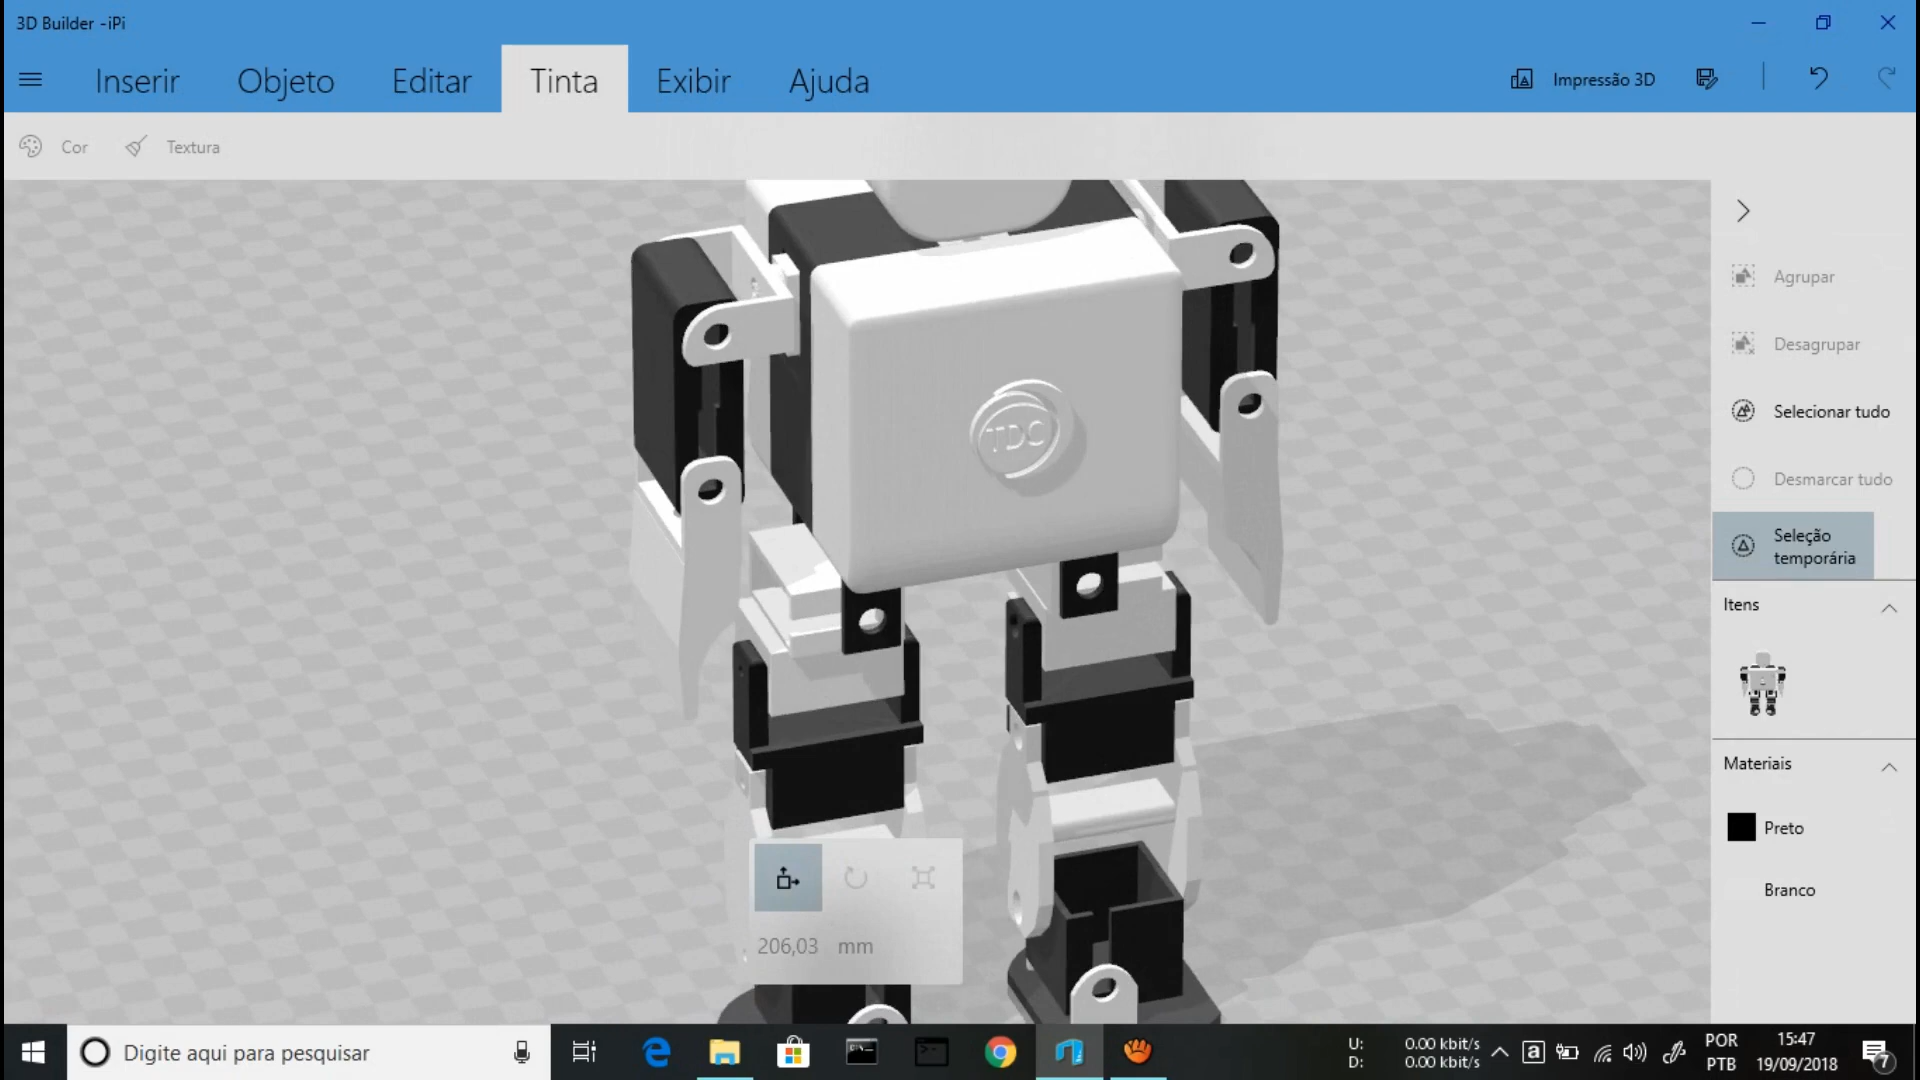 3D Builder -iPi
Inserir
Objeto
Editar
Tinta
Exibir
Ajuda
Impressão 3D
Cor
Textura
Agrupar
Desagrupar
Selecionar tudo
Desmarcar tudo
Seleção
temporária
Itens
Materiais
Preto
Branco
TDC
206,03 mm
Digite aqui para pesquisar
U: 0.00 kbit/s
D: 0.00 kbit/s
a
POR
PTB
15:47
19/09/2018
7